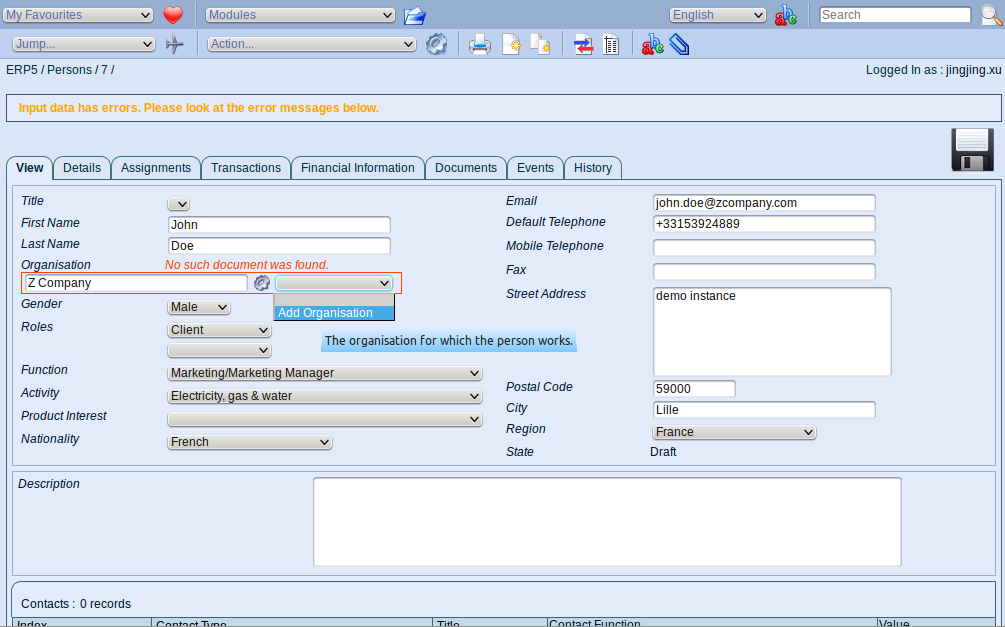 My Favourites Modules English Search
Jump... Action...
ERP5 / Persons / 7 / Logged In as : jingjing.xu
Input data has errors. Please look at the error messages below.
View Details Assignments Transactions Financial Information Documents Events History
Title
First Name John
Last Name Doe
Organisation No such document was found.
Z Company
Add Organisation
The organisation for which the person works.
Gender Male
Roles Client
Function Marketing/Marketing Manager
Activity Electricity, gas & water
Product Interest
Nationality French
Email john.doe@zcompany.com
Default Telephone +33153924889
Mobile Telephone
Fax
Street Address demo instance
Postal Code 59000
City Lille
Region France
State Draft
Description
Contacts : 0 records
Index Contact Type Title Contact Function Value